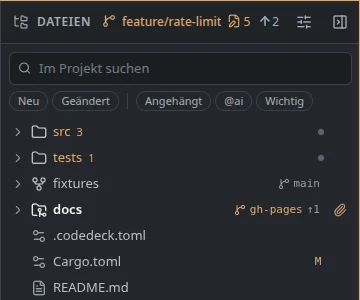 DATEIEN feature/rate-limit 5 ↑2
Im Projekt suchen
Neu Geändert Angehängt @ai Wichtig
src 3
tests 1
fixtures main
docs gh-pages ↑1
.codedeck.toml
Cargo.toml M
README.md